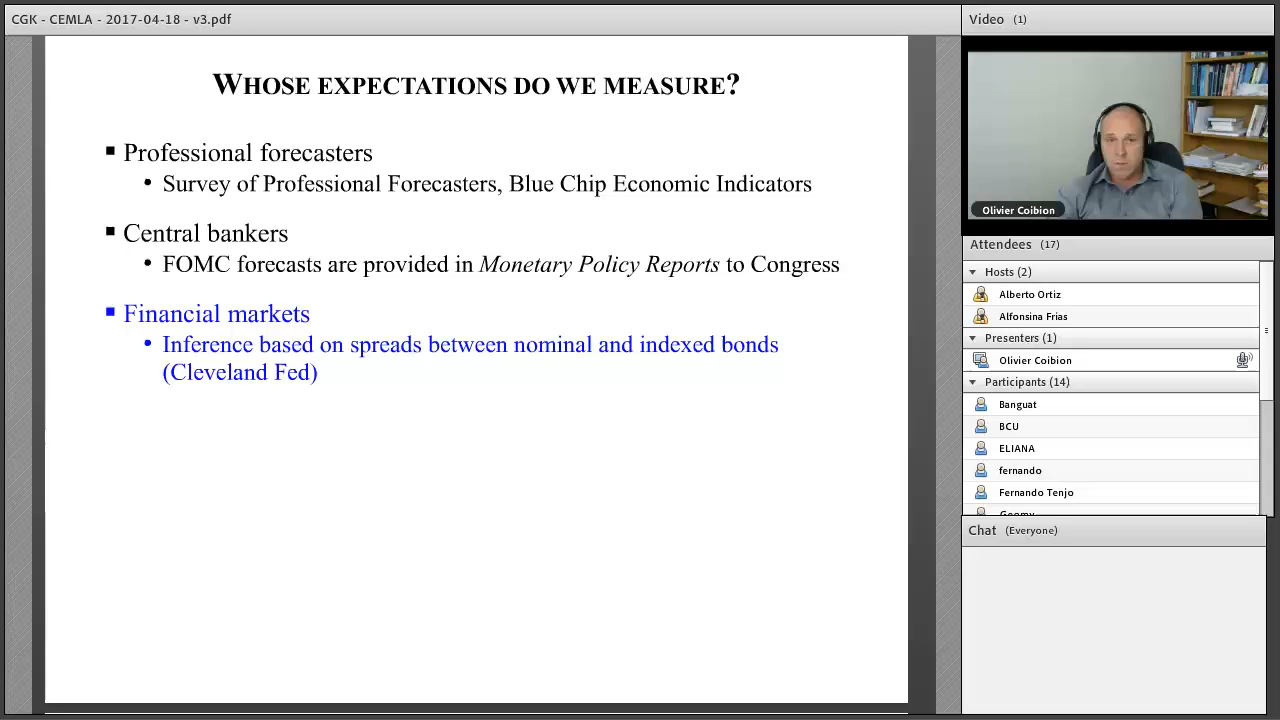 CGK - CEMLA - 2017-04-18 - v3.pdf
WHOSE EXPECTATIONS DO WE MEASURE?
▪ Professional forecasters
• Survey of Professional Forecasters, Blue Chip Economic Indicators
▪ Central bankers
• FOMC forecasts are provided in Monetary Policy Reports to Congress
▪ Financial markets
• Inference based on spreads between nominal and indexed bonds
(Cleveland Fed)
Video (1)
Olivier Coibion
Attendees (17)
Hosts (2)
Alberto Ortiz
Alfonsina Frias
Presenters (1)
Olivier Coibion
Participants (14)
Banguat
BCU
ELIANA
fernando
Fernando Tenjo
Chat (Everyone)